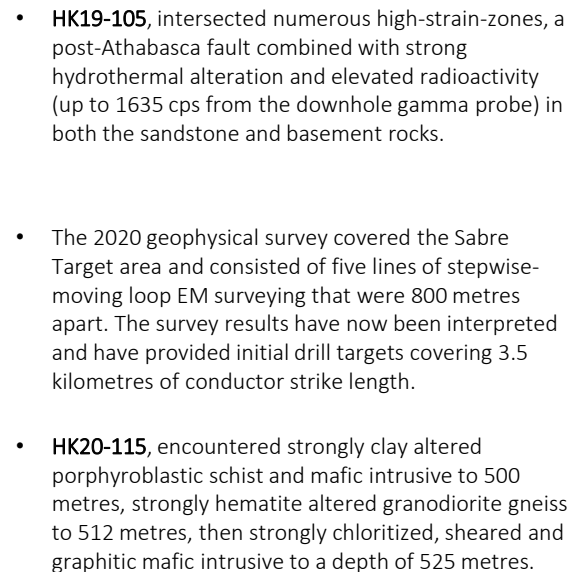 • HK19-105, intersected numerous high-strain-zones, a
post-Athabasca fault combined with strong
hydrothermal alteration and elevated radioactivity
(up to 1635 cps from the downhole gamma probe) in
both the sandstone and basement rocks.
• The 2020 geophysical survey covered the Sabre
Target area and consisted of five lines of stepwise-
moving loop EM surveying that were 800 metres
apart. The survey results have now been interpreted
and have provided initial drill targets covering 3.5
kilometres of conductor strike length.
• HK20-115, encountered strongly clay altered
porphyroblastic schist and mafic intrusive to 500
metres, strongly hematite altered granodiorite gneiss
to 512 metres, then strongly chloritized, sheared and
graphitic mafic intrusive to a depth of 525 metres.